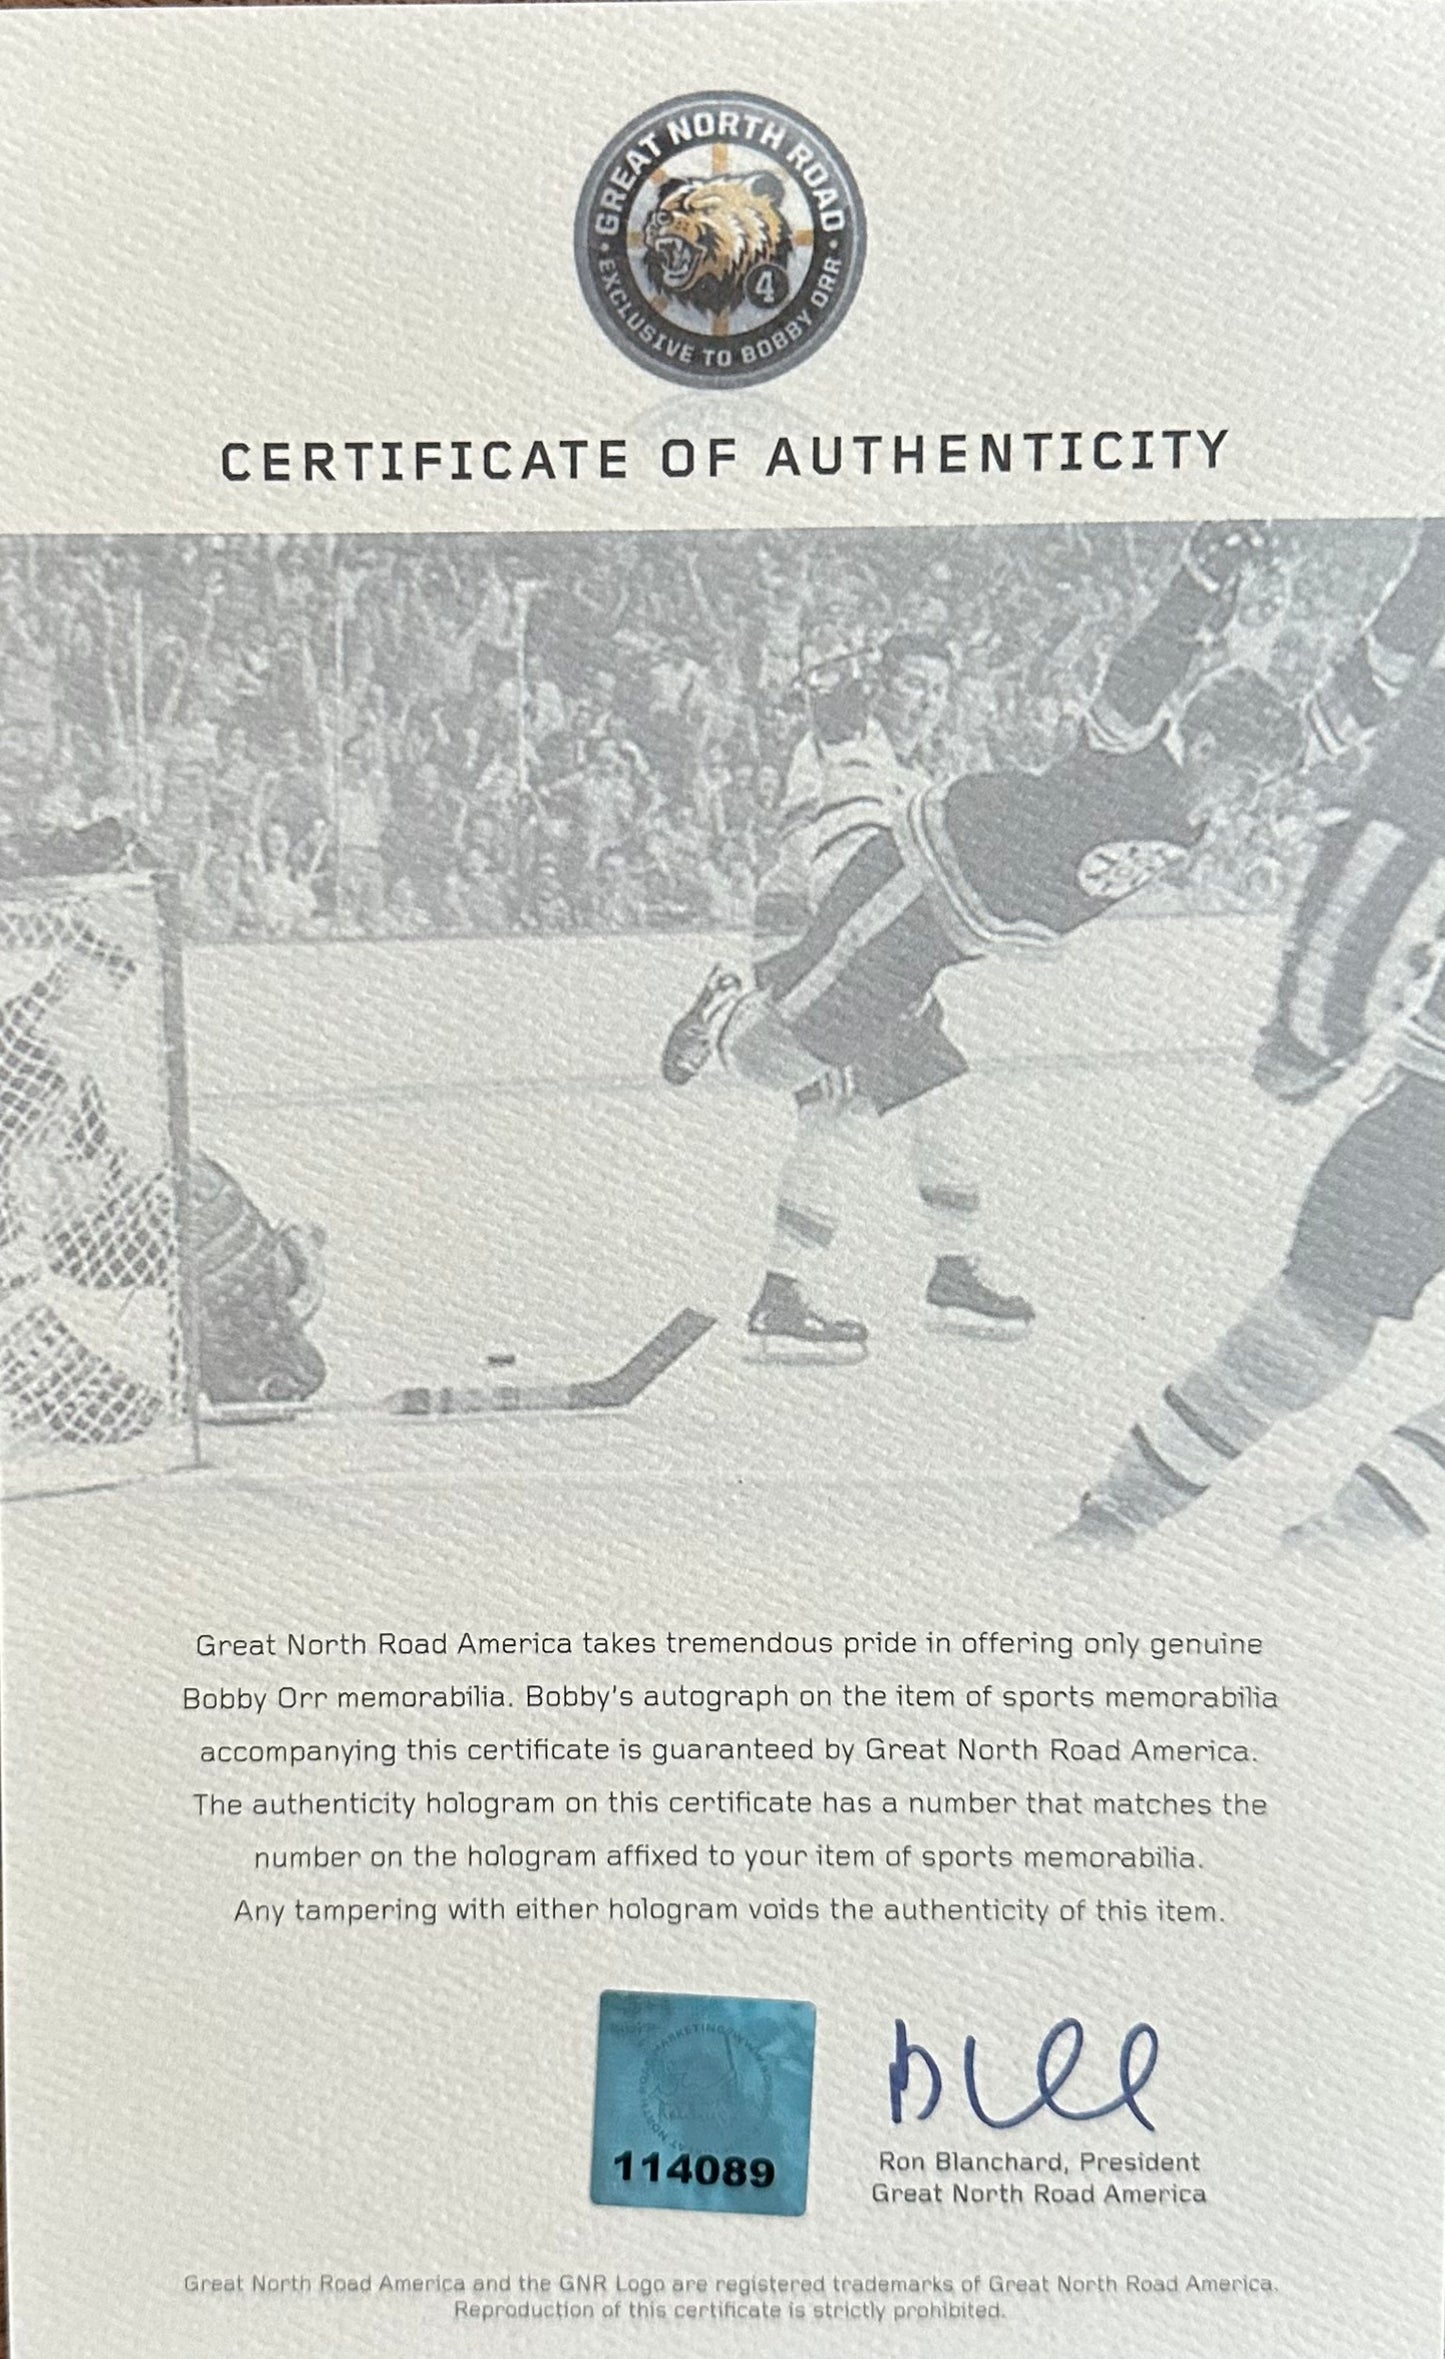 GREAT NORTH ROAD
4
EXCLUSIVE TO BOBBY ORR
CERTIFICATE OF AUTHENTICITY
Great North Road America takes tremendous pride in offering only genuine
Bobby Orr memorabilia. Bobby's autograph on the item of sports memorabilia
accompanying this certificate is guaranteed by Great North Road America.
The authenticity hologram on this certificate has a number that matches the
number on the hologram affixed to your item of sports memorabilia.
Any tampering with either hologram voids the authenticity of this item.
114089
Ron Blanchard, President
Great North Road America
Great North Road America and the GNR Logo are registered trademarks of Great North Road America.
Reproduction of this certificate is strictly prohibited.